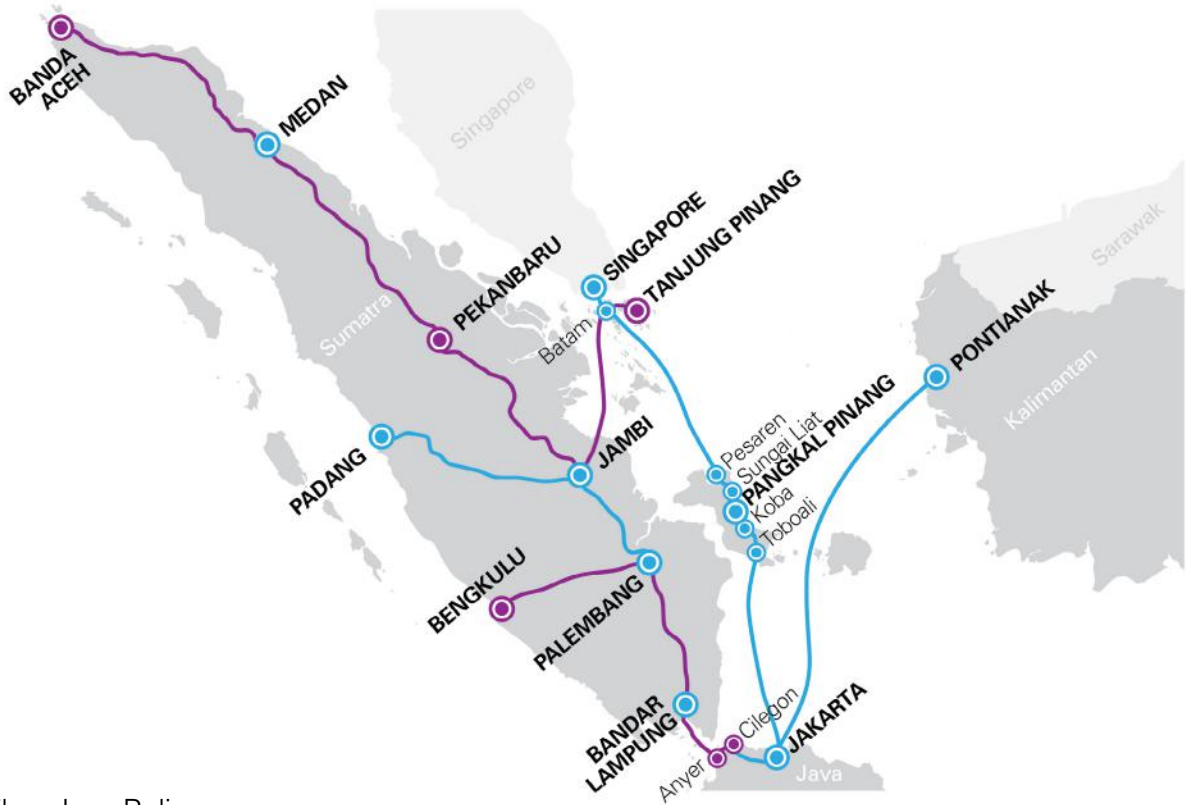 BANDA
ACEH
MEDAN
Singapore
SINGAPORE
TANJUNG PINANG
Sarawak
PEKANBARU
Sumatra
Batam
PONTIANAK
Kalirnantan
PADANG
JAMBI
Pesaren
Sungai Liat
PANGKAL PINANG
Koba
Toboali
BENGKULU
PALEMBANG
BANDAR
LAMPUNG
Cilegon
JAKARTA
Anyer
Java